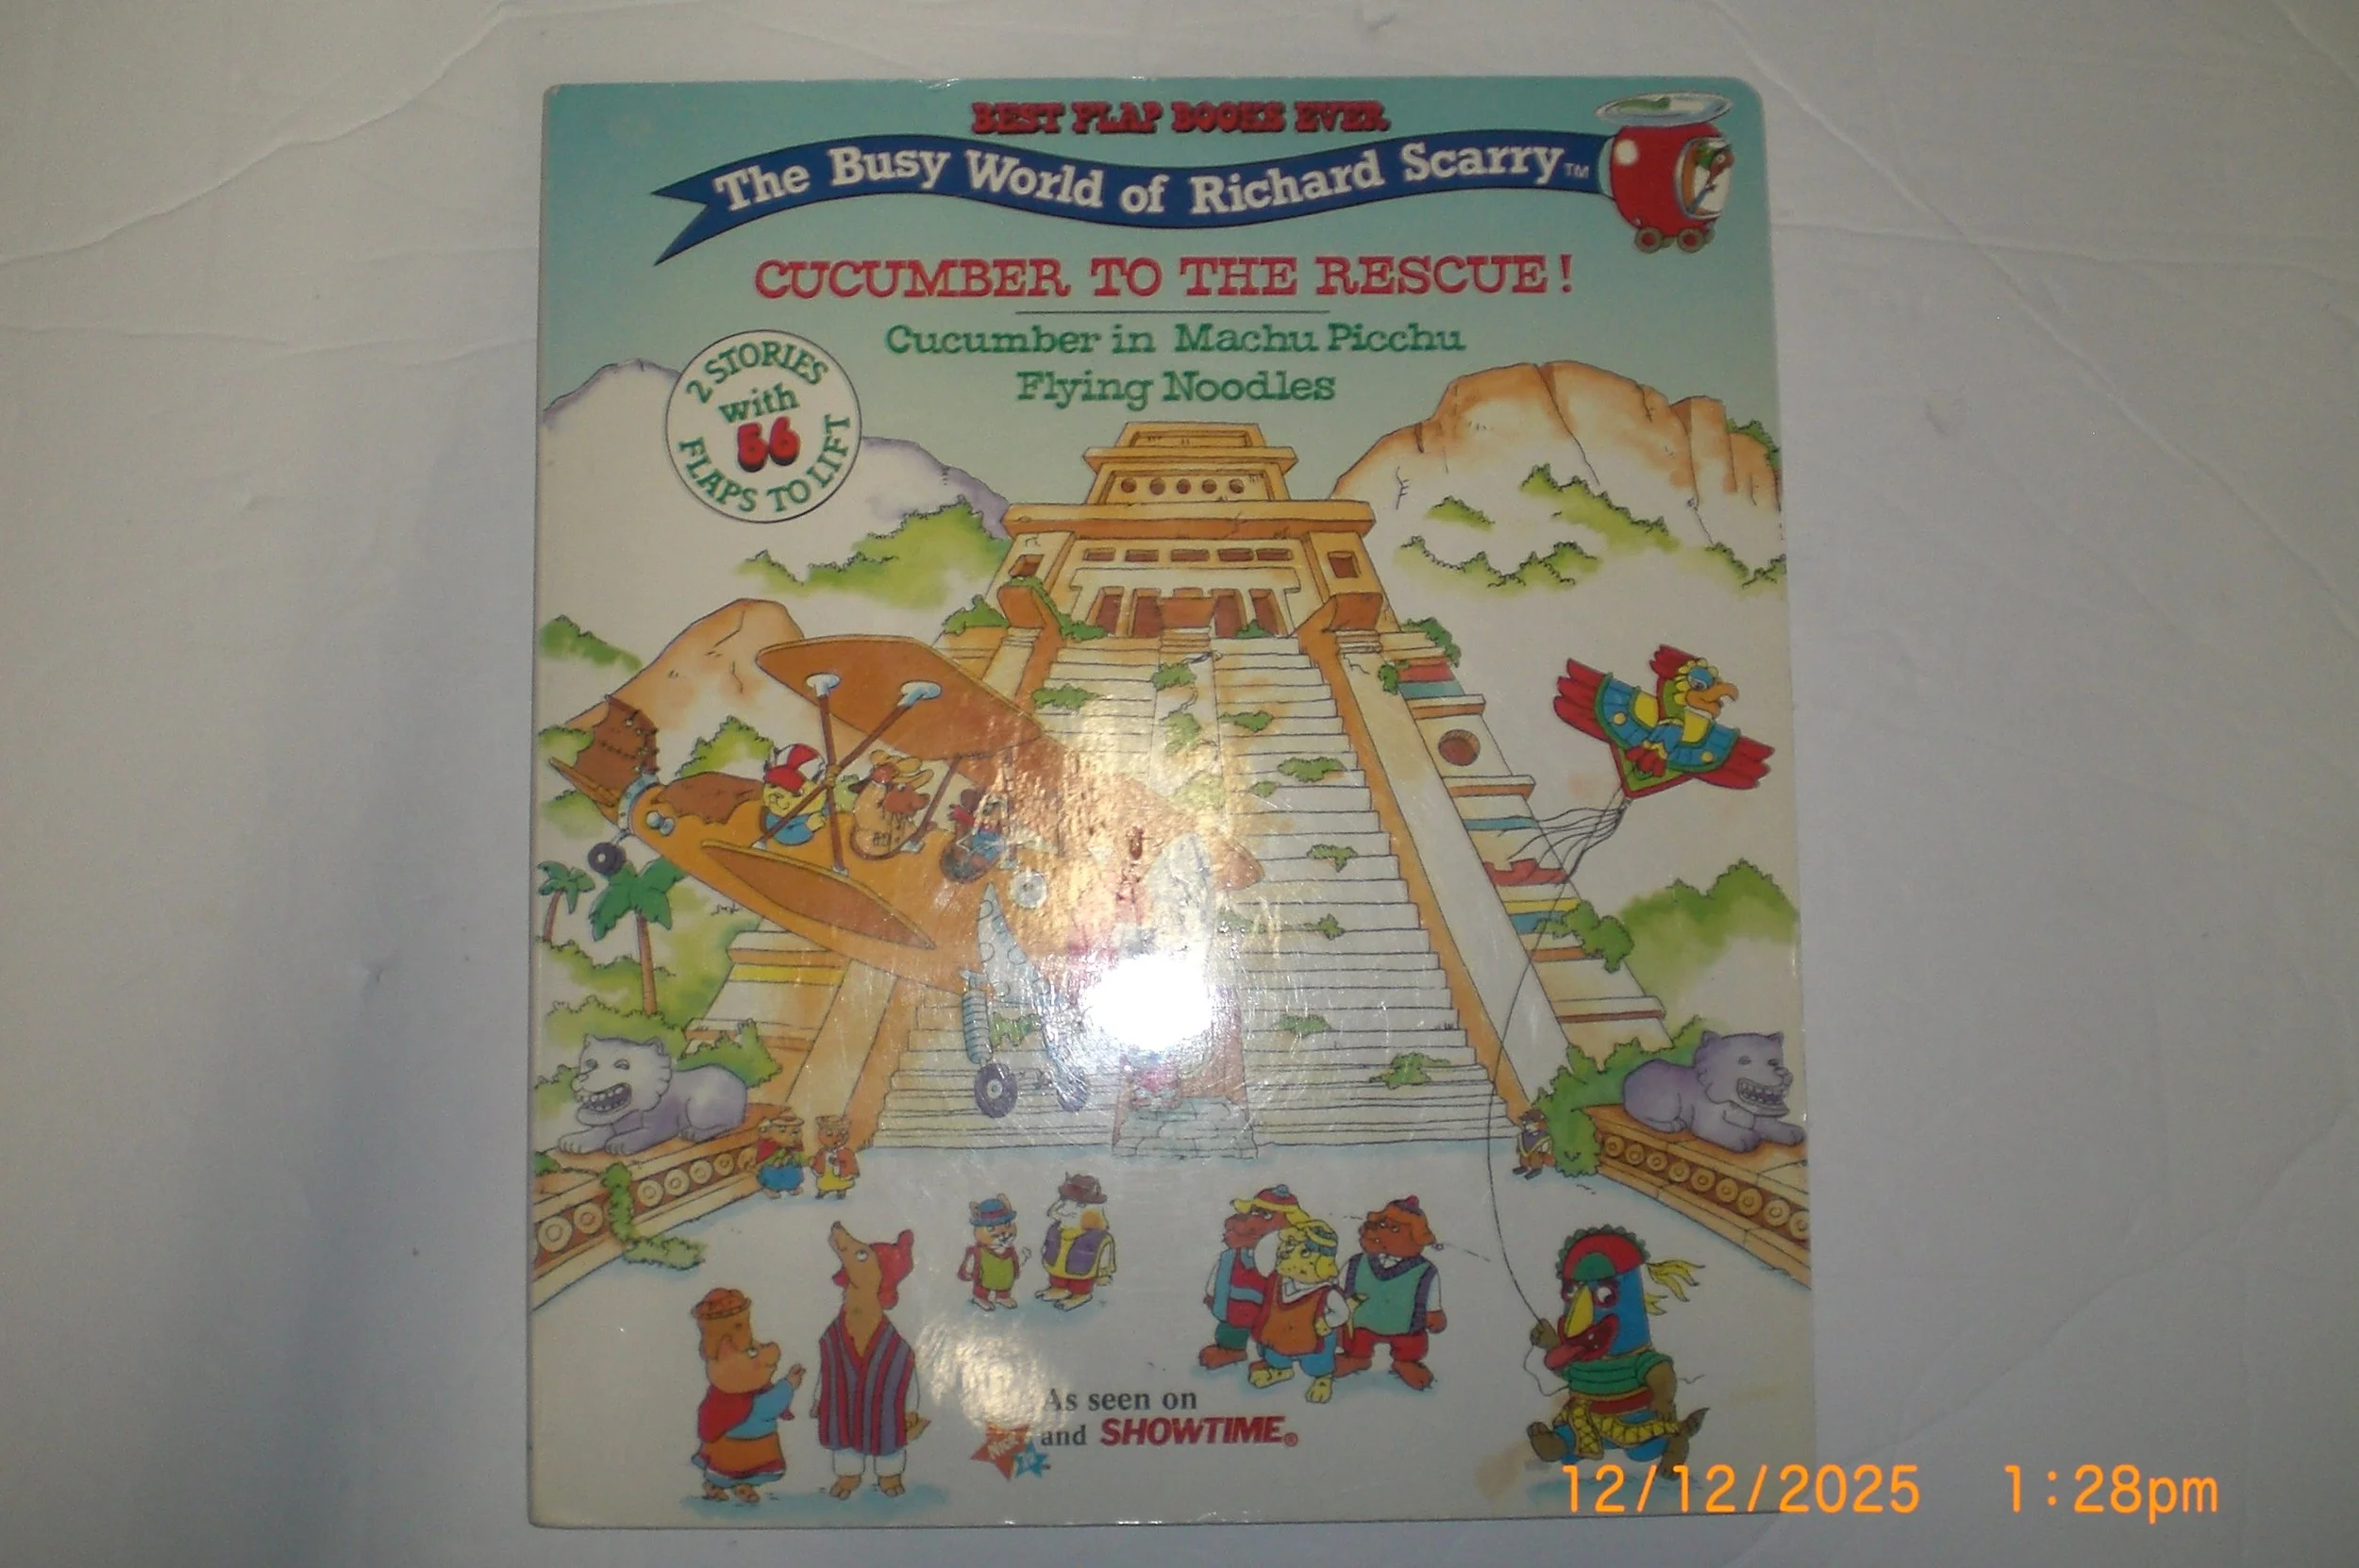 BEST FLAP BOOKS EVER
The Busy World of Richard Scarry™
CUCUMBER TO THE RESCUE!
Cucumber in Machu Picchu
Flying Noodles
2 STORIES
with
56
FLAPS TO LIFT
As seen on
and SHOWTIME®
12/12/2025 1:28pm